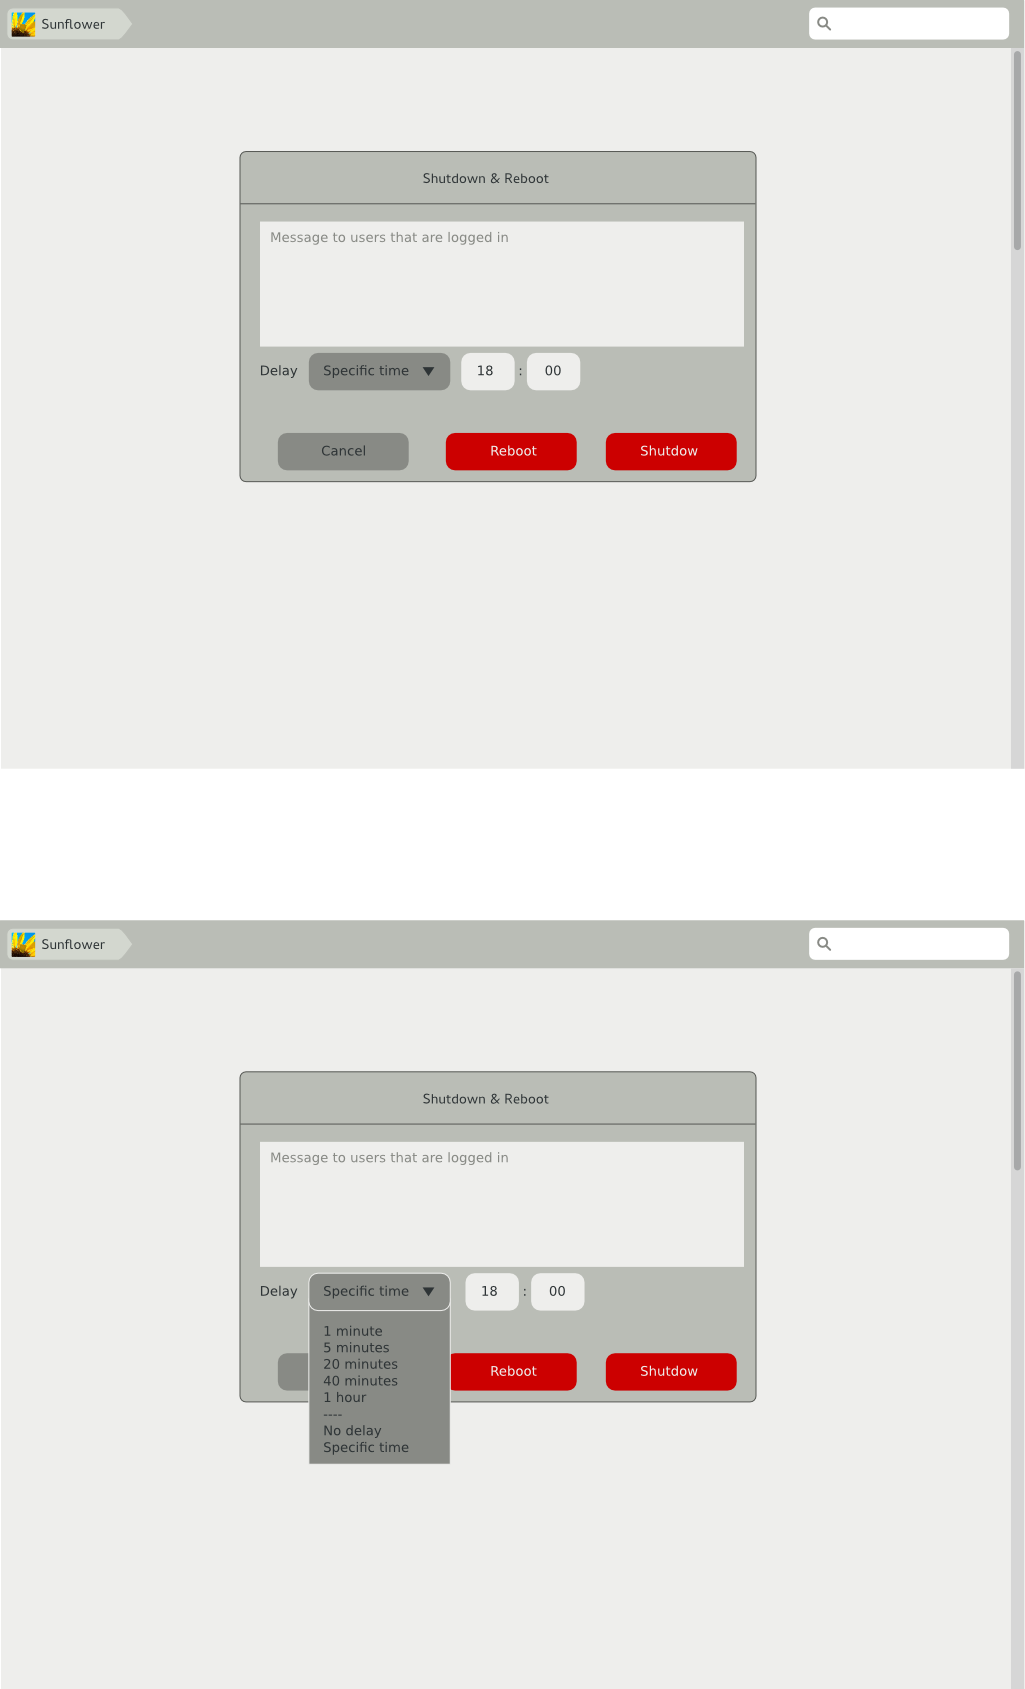 Sunflower
Shutdown & Reboot
Message to users that are logged in
Delay Specific time 18 : 00
Cancel Reboot Shutdow
Sunflower
Shutdown & Reboot
Message to users that are logged in
Delay Specific time 18 : 00
1 minute
5 minutes
20 minutes
Reboot Shutdow
40 minutes
1 hour
----
No delay
Specific time